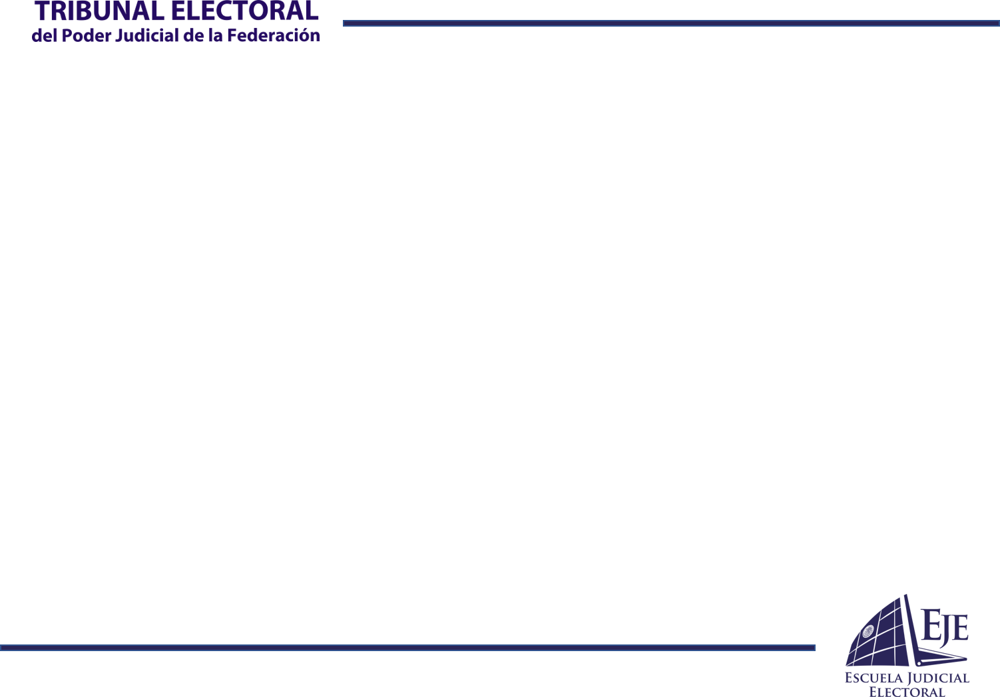 TRIBUNAL ELECTORAL
del Poder Judicial de la Federación
EJE
ESCUELA JUDICIAL
ELECTORAL